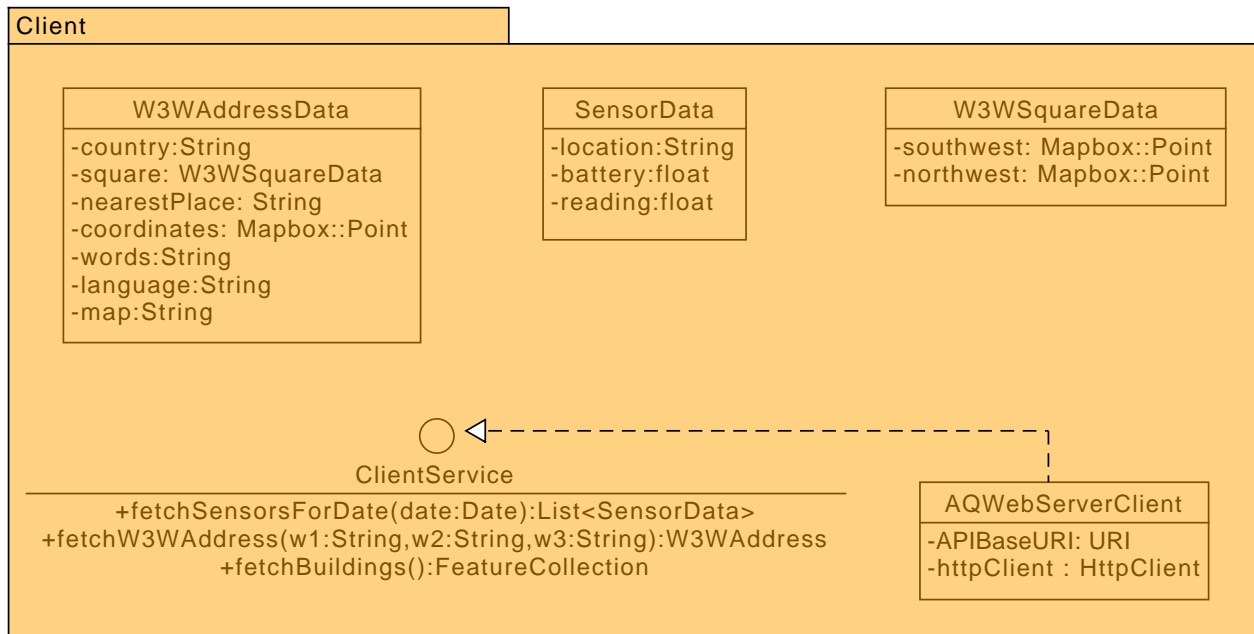 Client
W3WAddressData
-country:String
-square: W3WSquareData
-nearestPlace: String
-coordinates: Mapbox::Point
-words:String
-language:String
-map:String
SensorData
-location:String
-battery:float
-reading:float
W3WSquareData
-southwest: Mapbox::Point
-northwest: Mapbox::Point
ClientService
+fetchSensorsForDate(date:Date):List<SensorData>
+fetchW3WAddress(w1:String,w2:String,w3:String):W3WAddress
+fetchBuildings():FeatureCollection
AQWebServerClient
-APIBaseURI: URI
-httpClient : HttpClient